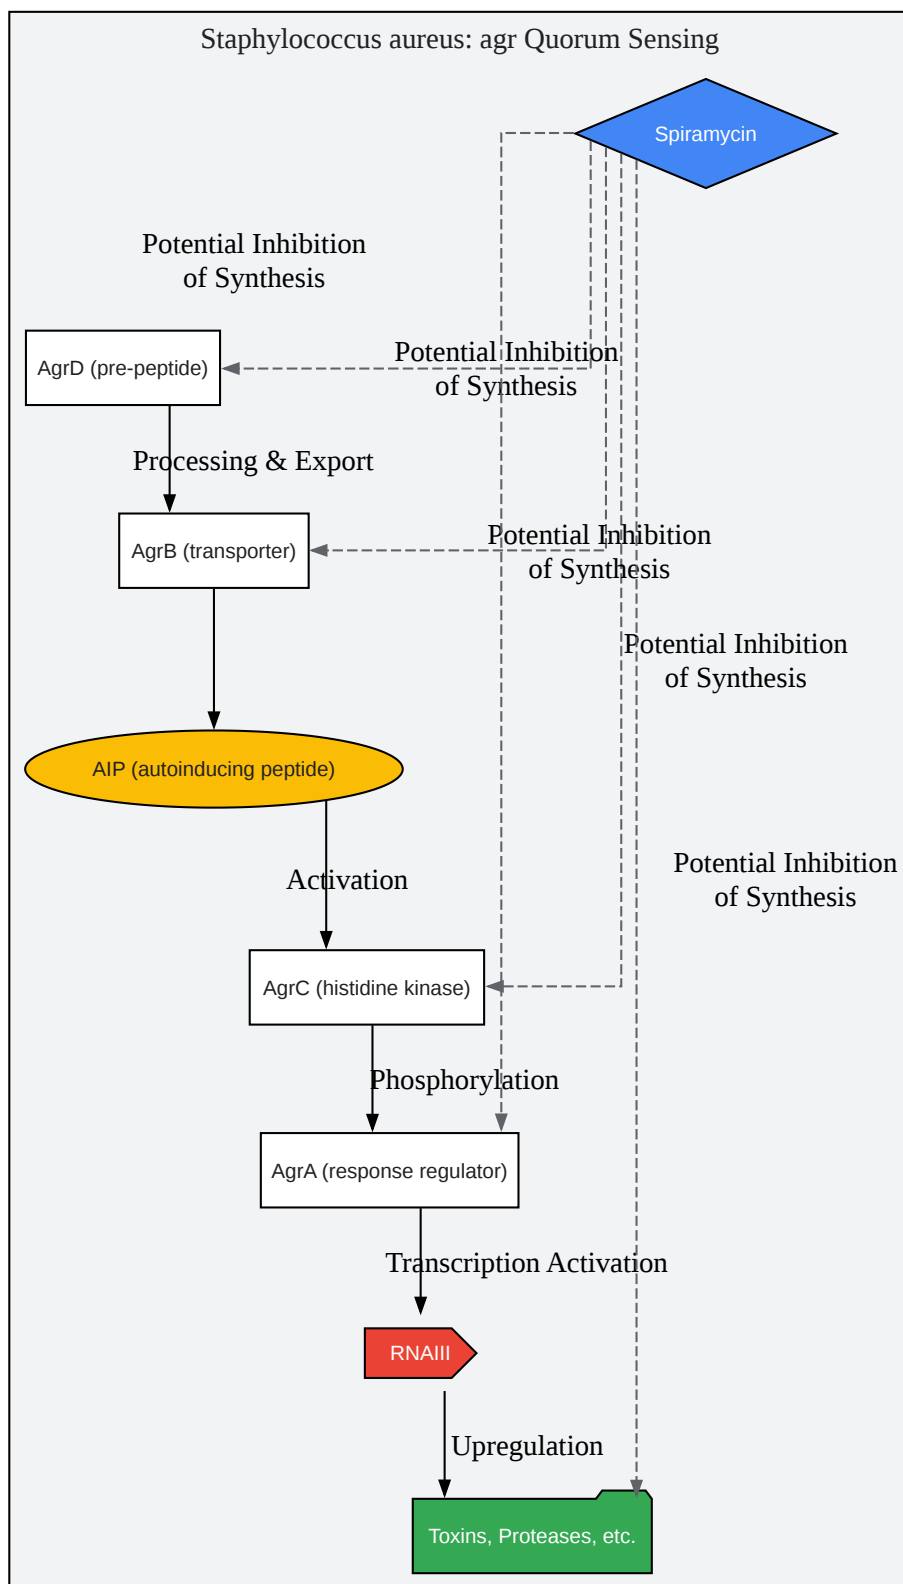 Staphylococcus aureus: agr Quorum Sensing
Spiramycin
Potential Inhibition
of Synthesis
AgrD (pre-peptide)
Potential Inhibition
of Synthesis
Processing & Export
AgrB (transporter)
Potential Inhibition
of Synthesis
Potential Inhibition
of Synthesis
AIP (autoinducing peptide)
Potential Inhibition
of Synthesis
Activation
AgrC (histidine kinase)
Phosphorylation
AgrA (response regulator)
Transcription Activation
RNAIII
Upregulation
Toxins, Proteases, etc.